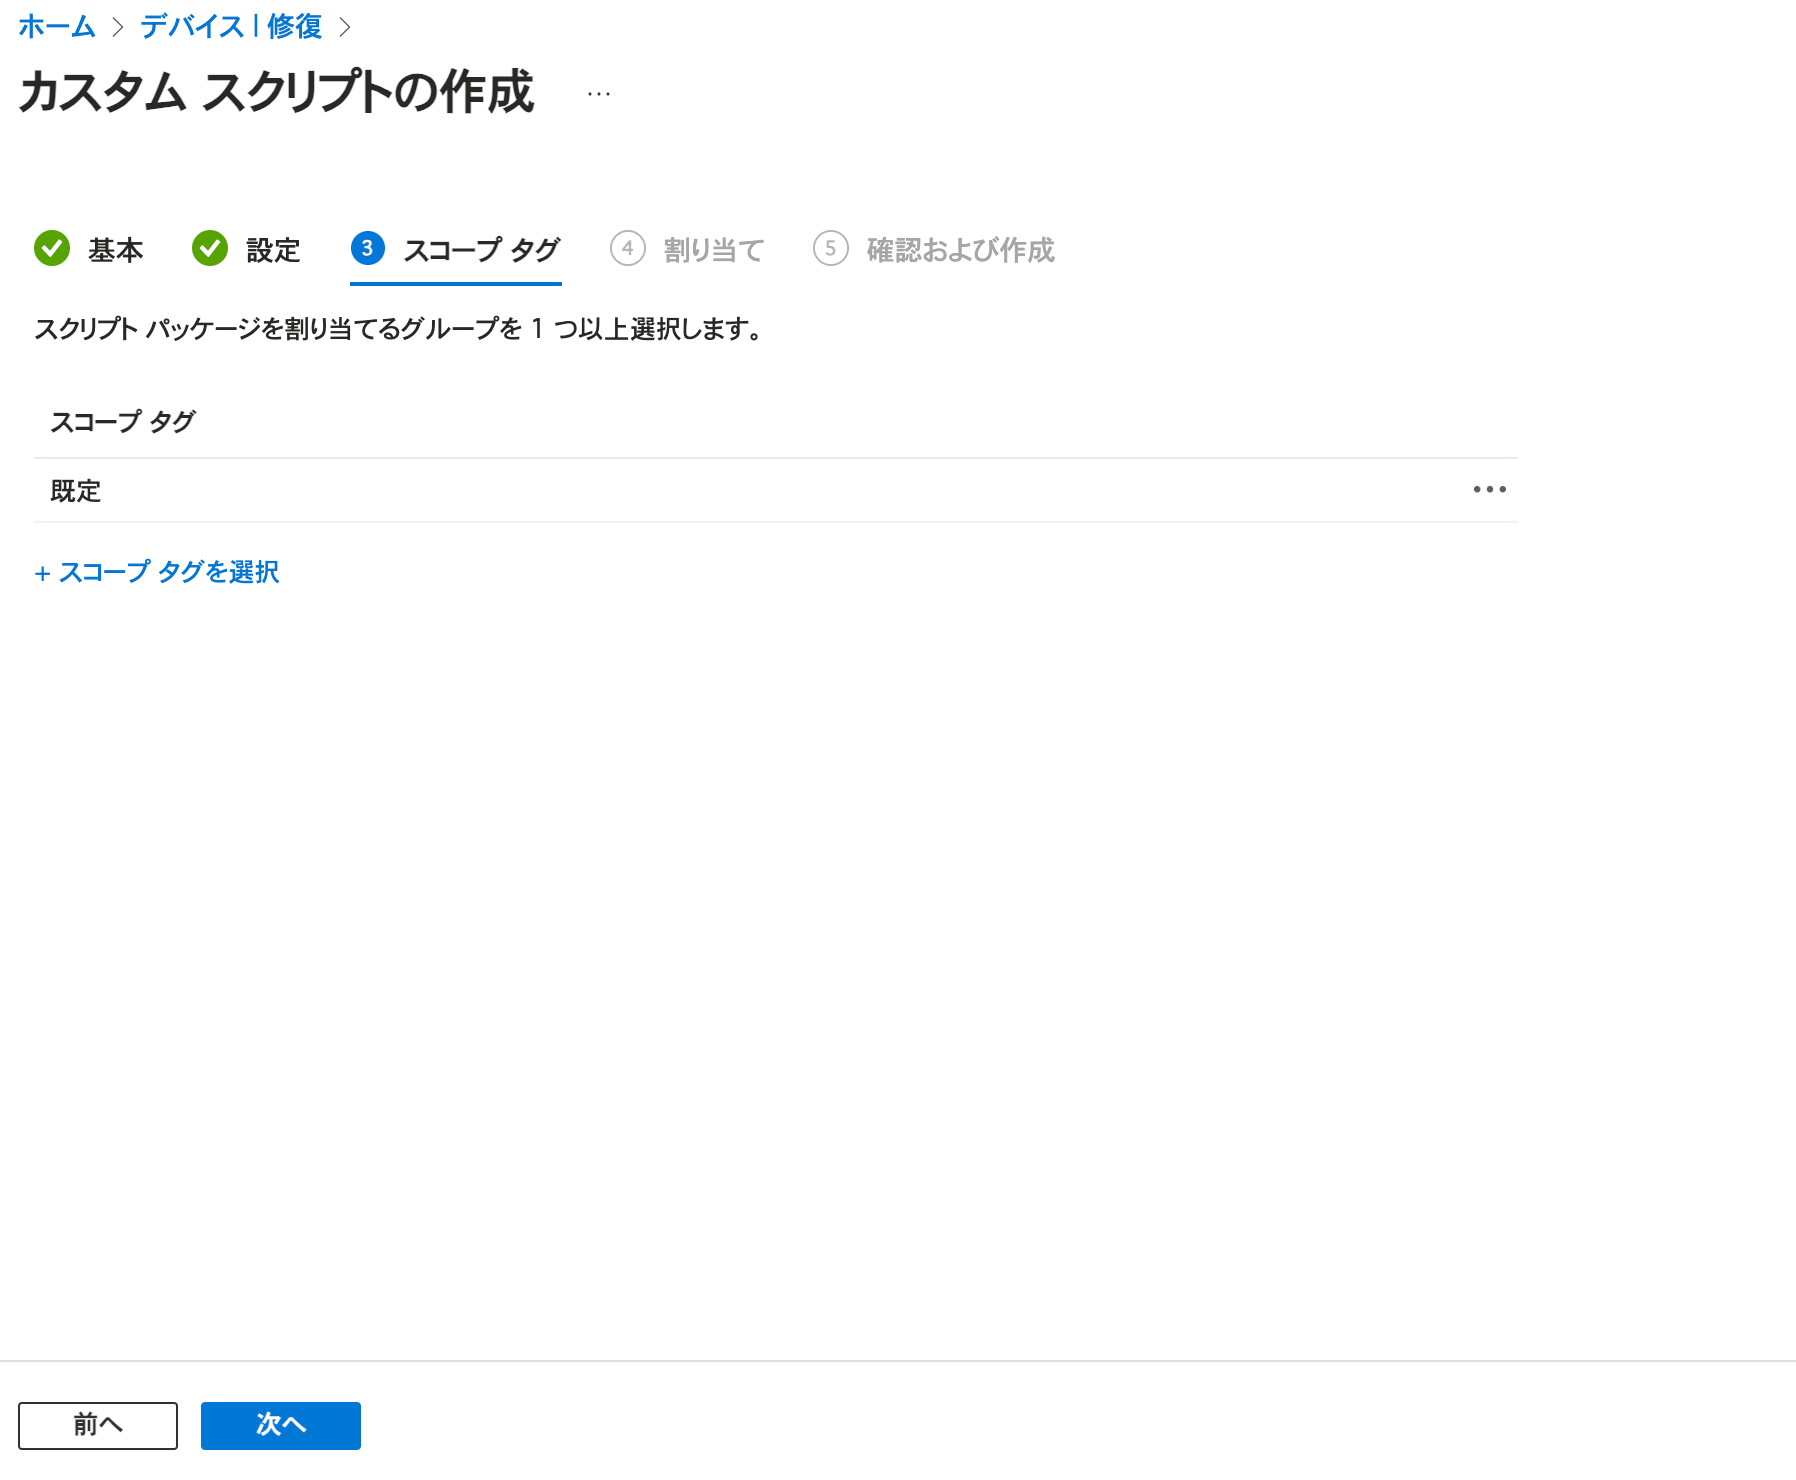 ホーム > デバイス | 修復 >
カスタム スクリプトの作成 …
基本 設定 3 スコープ タグ 4 割り当て 5 確認および作成
スクリプト パッケージを割り当てるグループを 1 つ以上選択します。
スコープ タグ
既定 •••
+ スコープ タグを選択
前へ 次へ